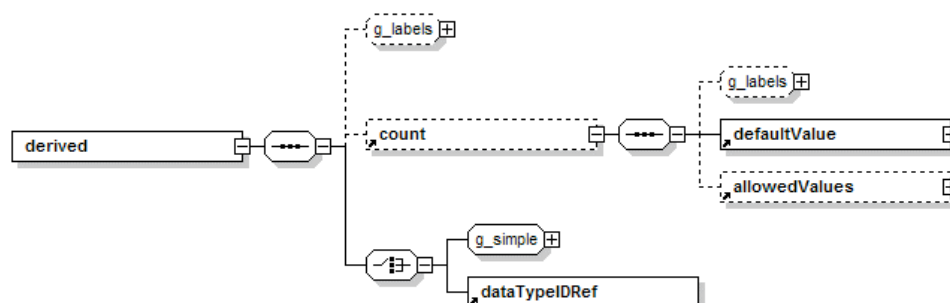 g_labels
g_labels
count
defaultValue
derived
allowedValues
g_simple
dataTypeIDRef